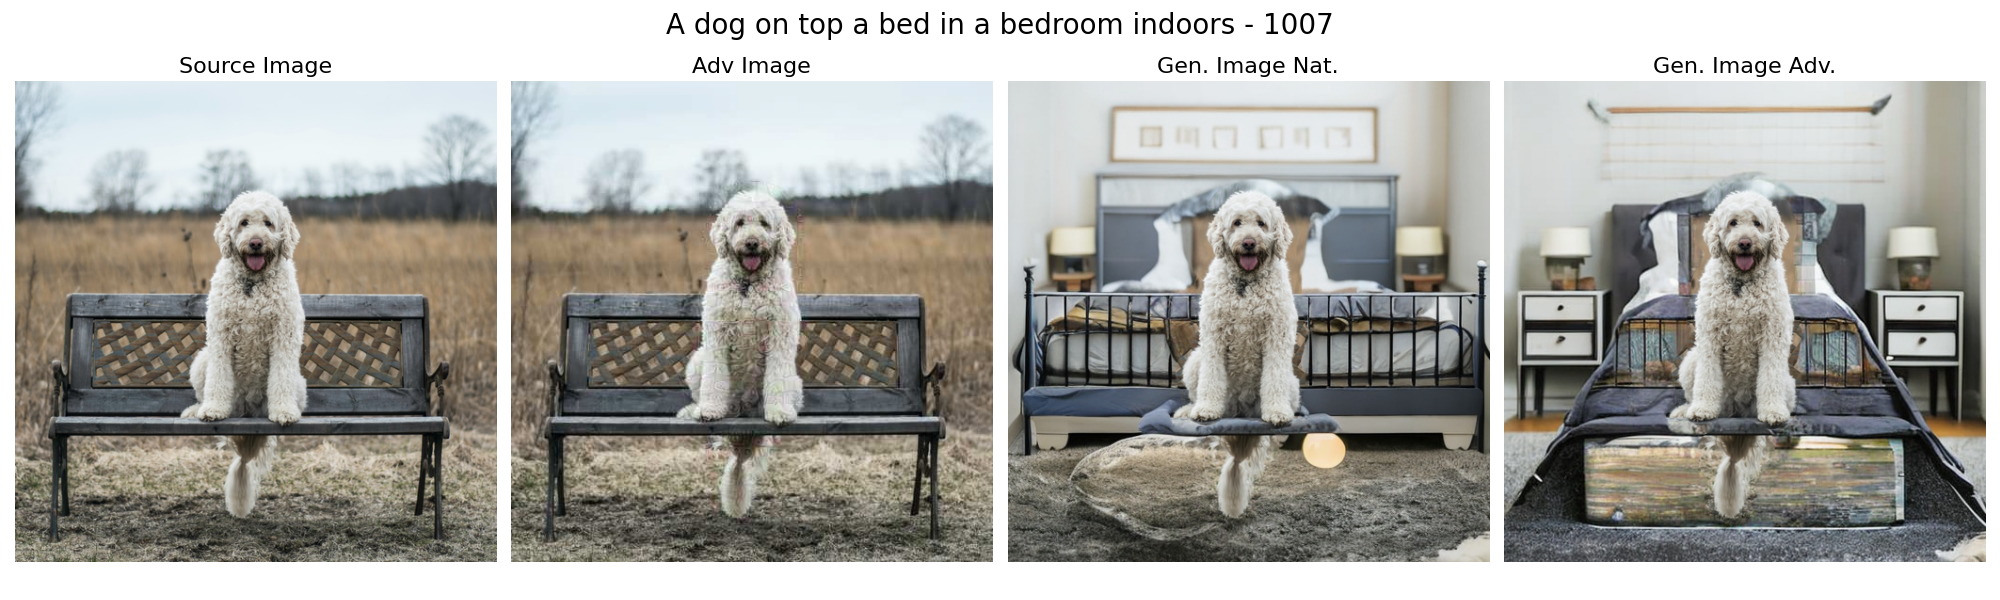 A dog on top a bed in a bedroom indoors - 1007
Source Image
Adv Image
Gen. Image Nat.
Gen. Image Adv.